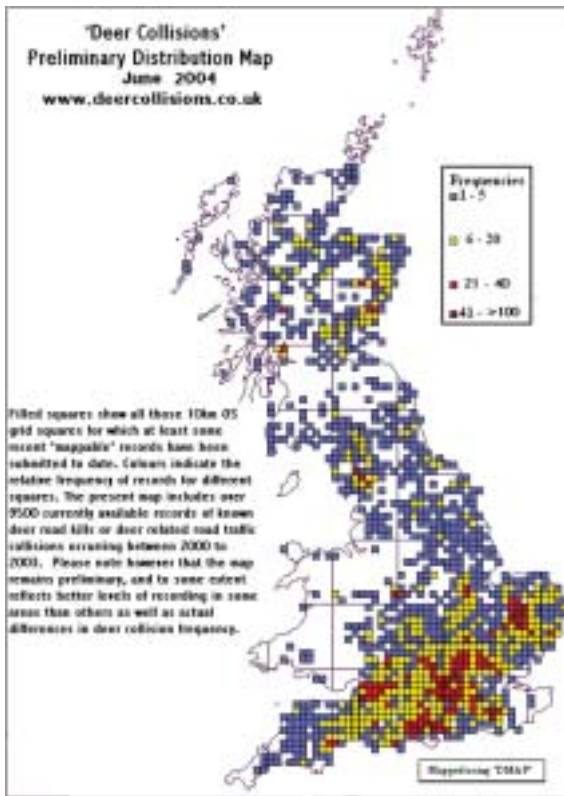 'Deer Collisions'
Preliminary Distribution Map
June 2004
www.deercollisions.co.uk
Frequencies
1 - 5
6 - 20
21 - 40
41 - >100
Filled squares show all those 10km OS
grid squares for which at least some
recent "mappable" records have been
submitted to date. Colours indicate the
relative frequency of records for different
squares. The present map includes over
9500 currently available records of known
deer road kills or deer related road traffic
collisions occuring between 2000 to
2003. Please note however that the map
remains preliminary, and to some extent
reflects better levels of recording in some
areas than others as well as actual
differences in deer collision frequency.
'DMAP'